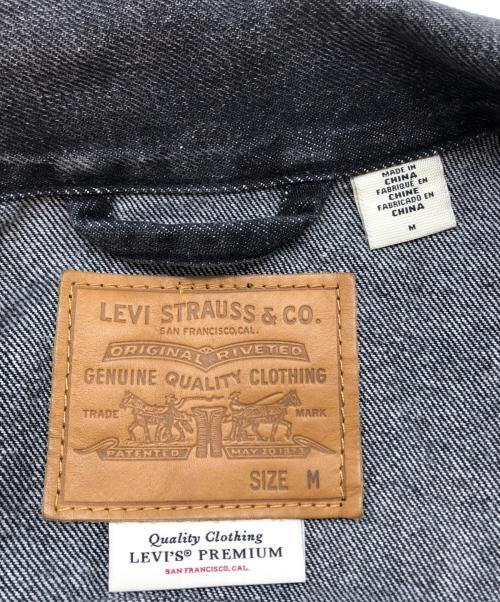 MADE IN
CHINA
FABRIQUÉ EN
CHINE
FABRICADO EN
CHINA
M
LEVI STRAUSS & CO.
SAN FRANCISCO, CAL.
ORIGINAL RIVETED
GENUINE QUALITY CLOTHING
TRADE MARK
PATENTED MAY 20 1873
SIZE M
Quality Clothing
LEVI'S® PREMIUM
SAN FRANCISCO, CAL.